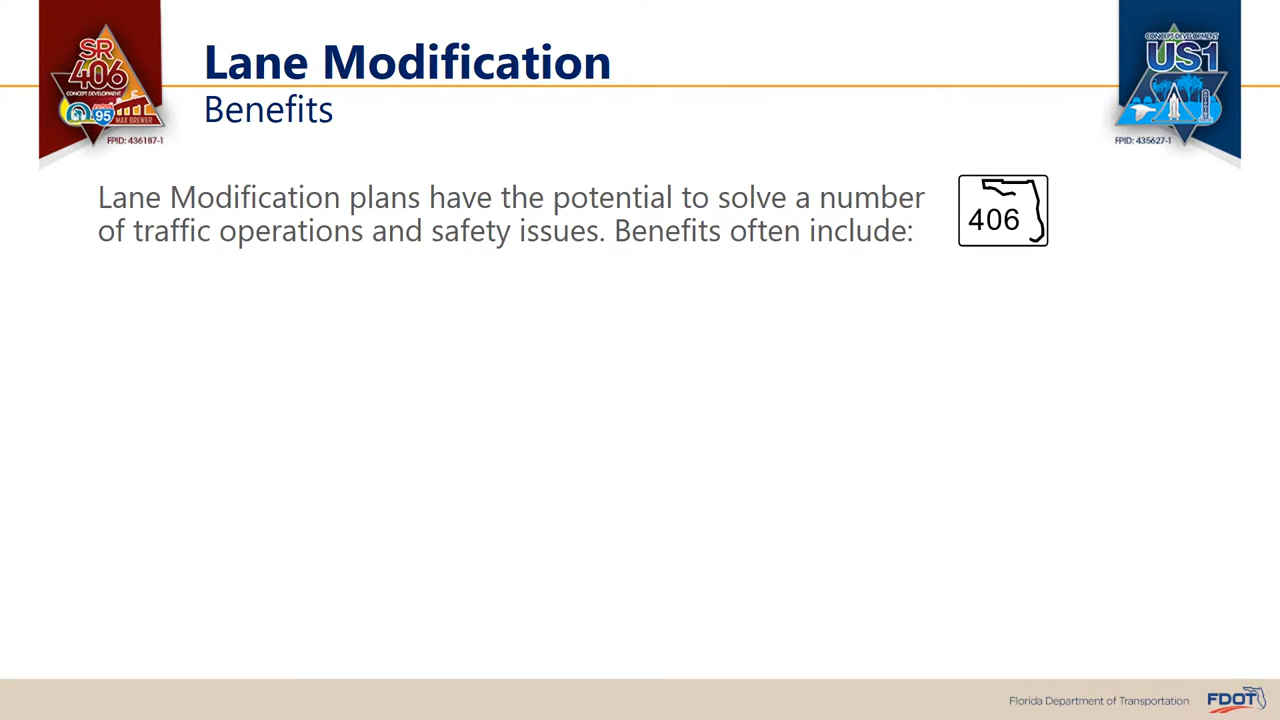 SR
406
CONCEPT DEVELOPMENT
95
MAX BREWER
FPID: 436187-1
Lane Modification
Benefits
CONCEPT DEVELOPMENT
US1
FPID: 435627-1
Lane Modification plans have the potential to solve a number
of traffic operations and safety issues. Benefits often include:
406
Florida Department of Transportation
FDOT